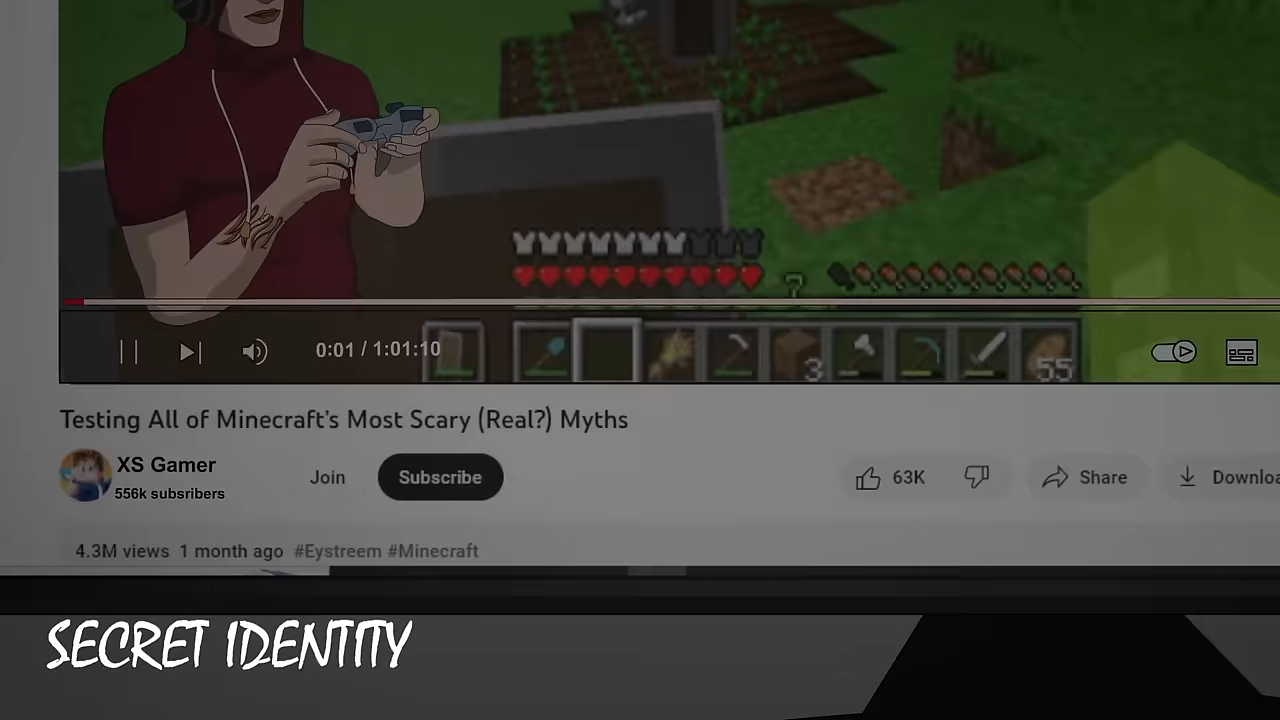 0:01 / 1:01:10
3
55
Testing All of Minecraft's Most Scary (Real?) Myths
XS Gamer
556k subsribers
Join
Subscribe
63K
Share
Downloa
4.3M views 1 month ago #Eystreem #Minecraft
SECRET IDENTITY